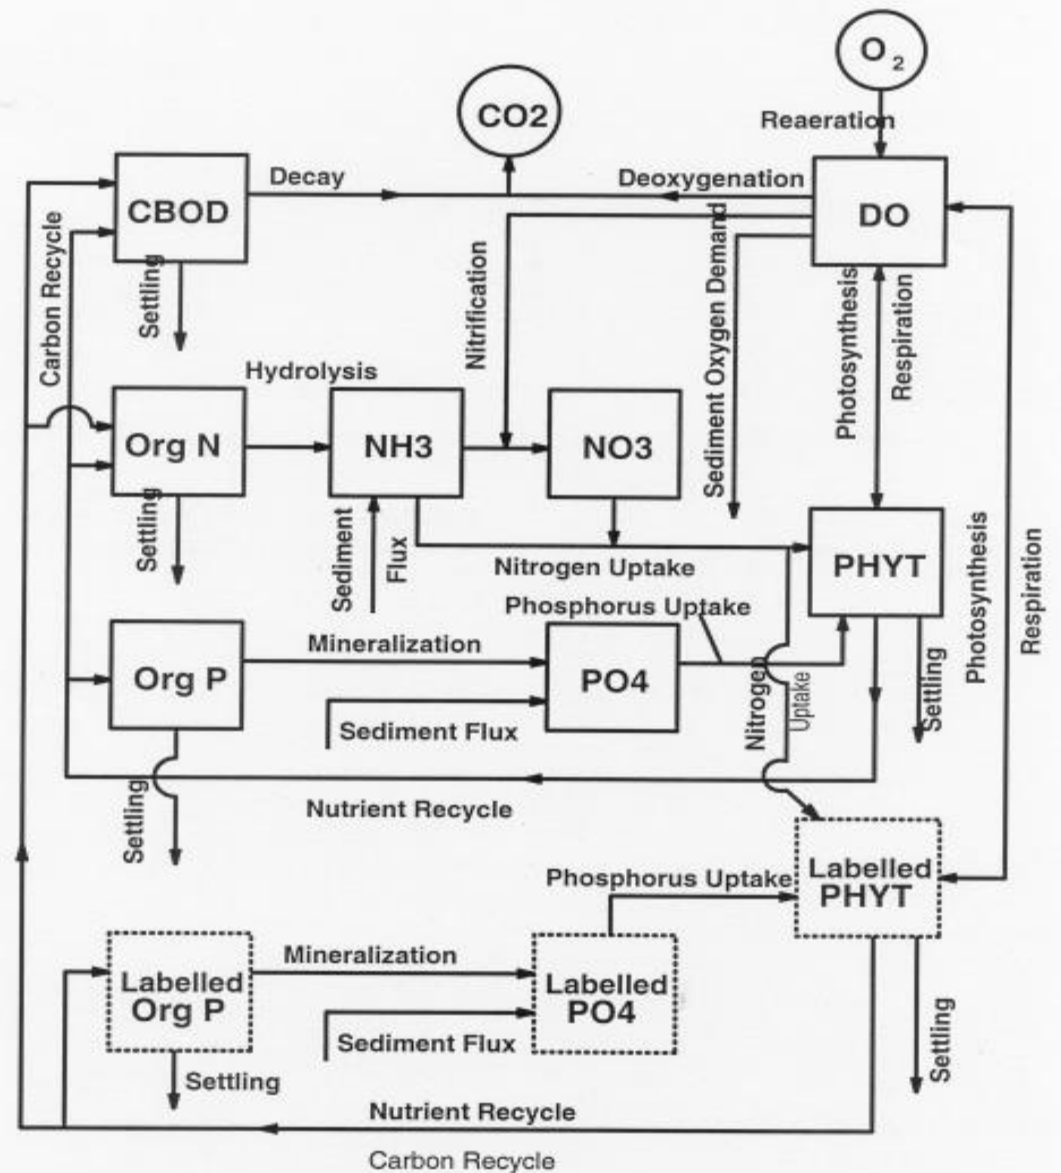 O2
CO2
Reaeration
Decay
Deoxygenation
CBOD
DO
Settling
Carbon Recycle
Nitrification
Sediment Oxygen Demand
Photosynthesis
Respiration
Hydrolysis
Org N
NH3
NO3
Settling
Sediment
Flux
Nitrogen Uptake
PHYT
Phosphorus Uptake
Photosynthesis
Respiration
Mineralization
Org P
PO4
Nitrogen
Uptake
Settling
Sediment Flux
Settling
Nutrient Recycle
Labelled
PHYT
Phosphorus Uptake
Mineralization
Labelled
Org P
Labelled
PO4
Sediment Flux
Settling
Settling
Nutrient Recycle
Carbon Recycle